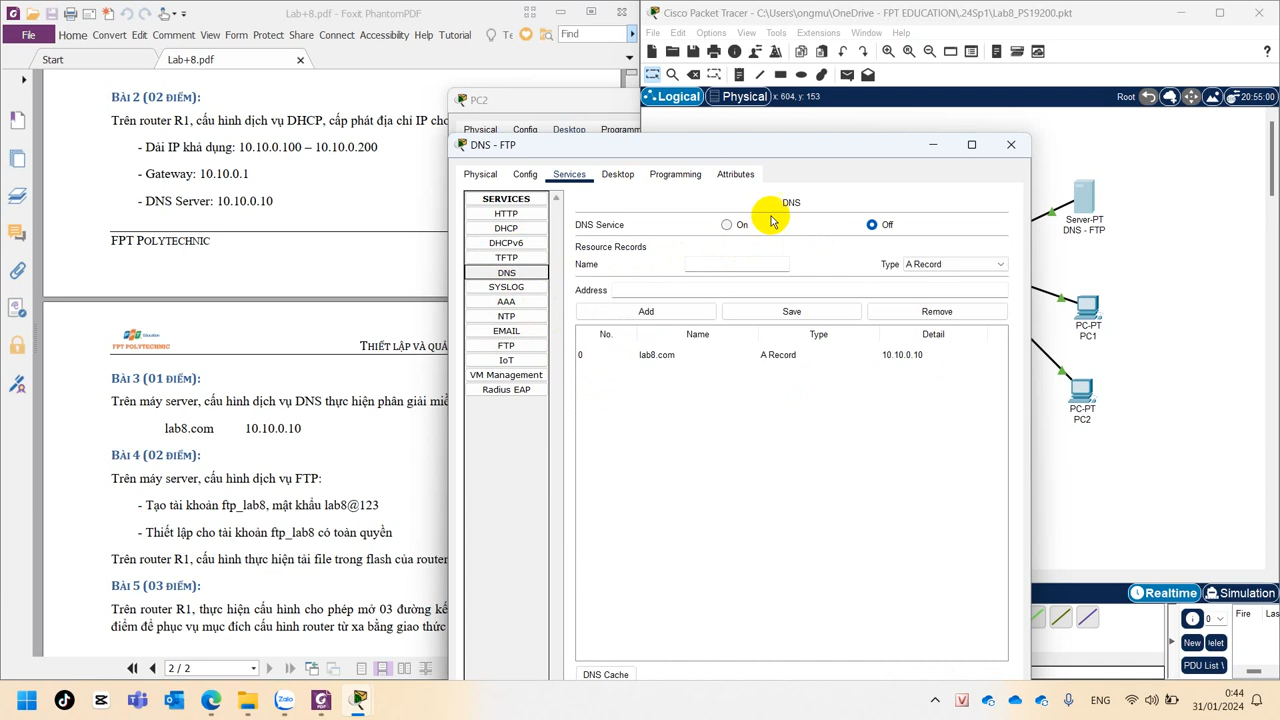 Lab+8.pdf - Foxit PhantomPDF
File
Home
Convert
Edit
Comment
View
Form
Protect
Share
Connect
Accessibility
Help
Tutorial
Te
Find
Start
Lab+8.pdf
BÀI 2 (02 ĐIỂM):
Trên router R1, cấu hình dịch vụ DHCP, cấp phát địa chỉ IP cho
- Dải IP khả dụng: 10.10.0.100 – 10.10.0.200
- Gateway: 10.10.0.1
- DNS Server: 10.10.0.10
FPT POLYTECHNIC
FPT Education
FPT POLYTECHNIC
THIẾT LẬP VÀ QUẢ
BÀI 3 (01 ĐIỂM):
Trên máy server, cấu hình dịch vụ DNS thực hiện phân giải miề
lab8.com 10.10.0.10
BÀI 4 (02 ĐIỂM):
Trên máy server, cấu hình dịch vụ FTP:
- Tạo tài khoản ftp_lab8, mật khẩu lab8@123
- Thiết lập cho tài khoản ftp_lab8 có toàn quyền
Trên router R1, cấu hình thực hiện tải file trong flash của router
BÀI 5 (03 ĐIỂM):
Trên router R1, thực hiện cấu hình cho phép mở 03 đường kế
điểm để phục vụ mục đích cấu hình router từ xa bằng giao thức
2 / 2
PC2
Physical
Config
Desktop
Programm
DNS - FTP
Physical
Config
Services
Desktop
Programming
Attributes
SERVICES
HTTP
DHCP
DHCPv6
TFTP
DNS
SYSLOG
AAA
NTP
EMAIL
FTP
IoT
VM Management
Radius EAP
DNS
DNS Service
On
Off
Resource Records
Name
Type
A Record
Address
Add
Save
Remove
No.
Name
Type
Detail
0
lab8.com
A Record
10.10.0.10
DNS Cache
Cisco Packet Tracer - C:\Users\ongmu\OneDrive - FPT EDUCATION\.24Sp1\Lab8_PS19200.pkt
File
Edit
Options
View
Tools
Extensions
Window
Help
Logical
Physical
x: 604, y: 153
Root
20:55:00
Server-PT
DNS - FTP
PC-PT
PC1
PC-PT
PC2
Realtime
Simulation
0
Fire
Las
New
elet
PDU List
ENG
0:44
31/01/2024